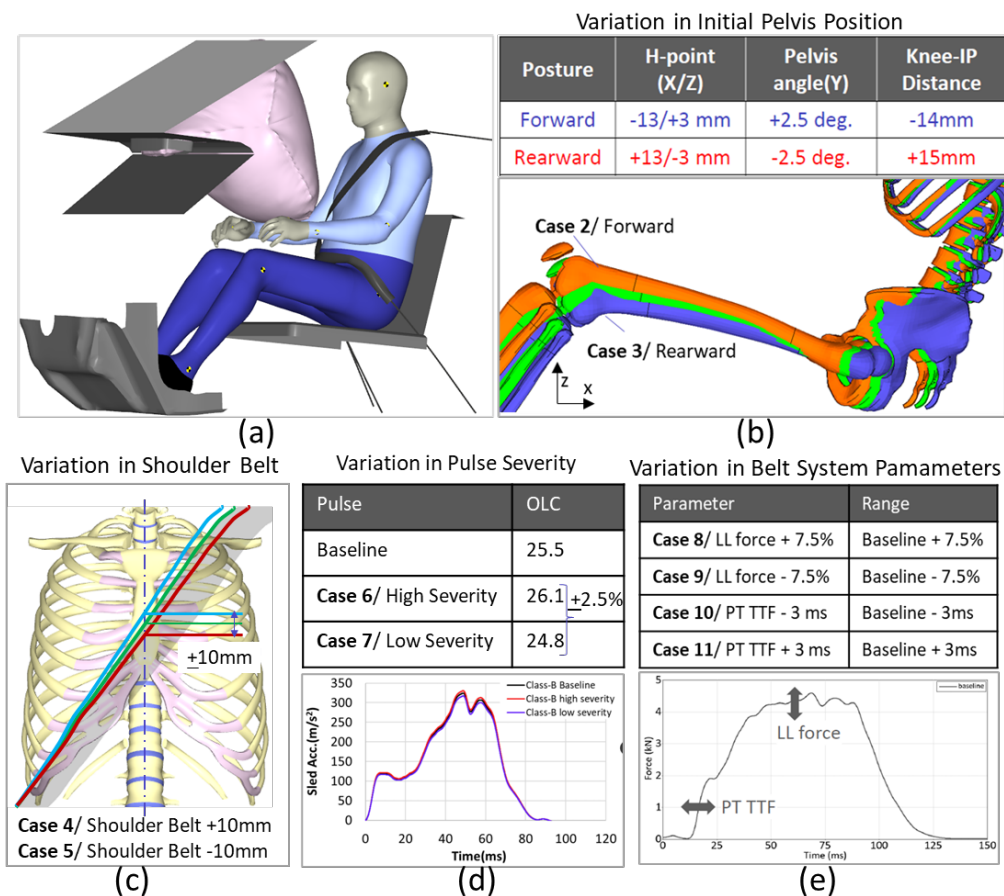 Variation in Initial Pelvis Position
Posture H-point (X/Z) Pelvis angle(Y) Knee-IP Distance
Forward -13/+3 mm +2.5 deg. -14mm
Rearward +13/-3 mm -2.5 deg. +15mm
Case 2/ Forward
Case 3/ Rearward
z
x
(a)
(b)
Variation in Shoulder Belt
±10mm
Case 4/ Shoulder Belt +10mm
Case 5/ Shoulder Belt -10mm
(c)
Variation in Pulse Severity
Pulse OLC
Baseline 25.5
Case 6/ High Severity 26.1
±2.5%
Case 7/ Low Severity 24.8
Class-B Baseline
Class-B high severity
Class-B low severity
Sled Acc.(m/s²)
350
300
250
200
150
100
50
0
0 20 40 60 80 100 120
Time(ms)
(d)
Variation in Belt System Pamameters
Parameter Range
Case 8/ LL force + 7.5% Baseline + 7.5%
Case 9/ LL force - 7.5% Baseline - 7.5%
Case 10/ PT TTF - 3 ms Baseline - 3ms
Case 11/ PT TTF + 3 ms Baseline + 3ms
baseline
LL force
PT TTF
Force (kN)
5
4
3
2
1
0
0 25 50 75 100 125 150
Time (ms)
(e)